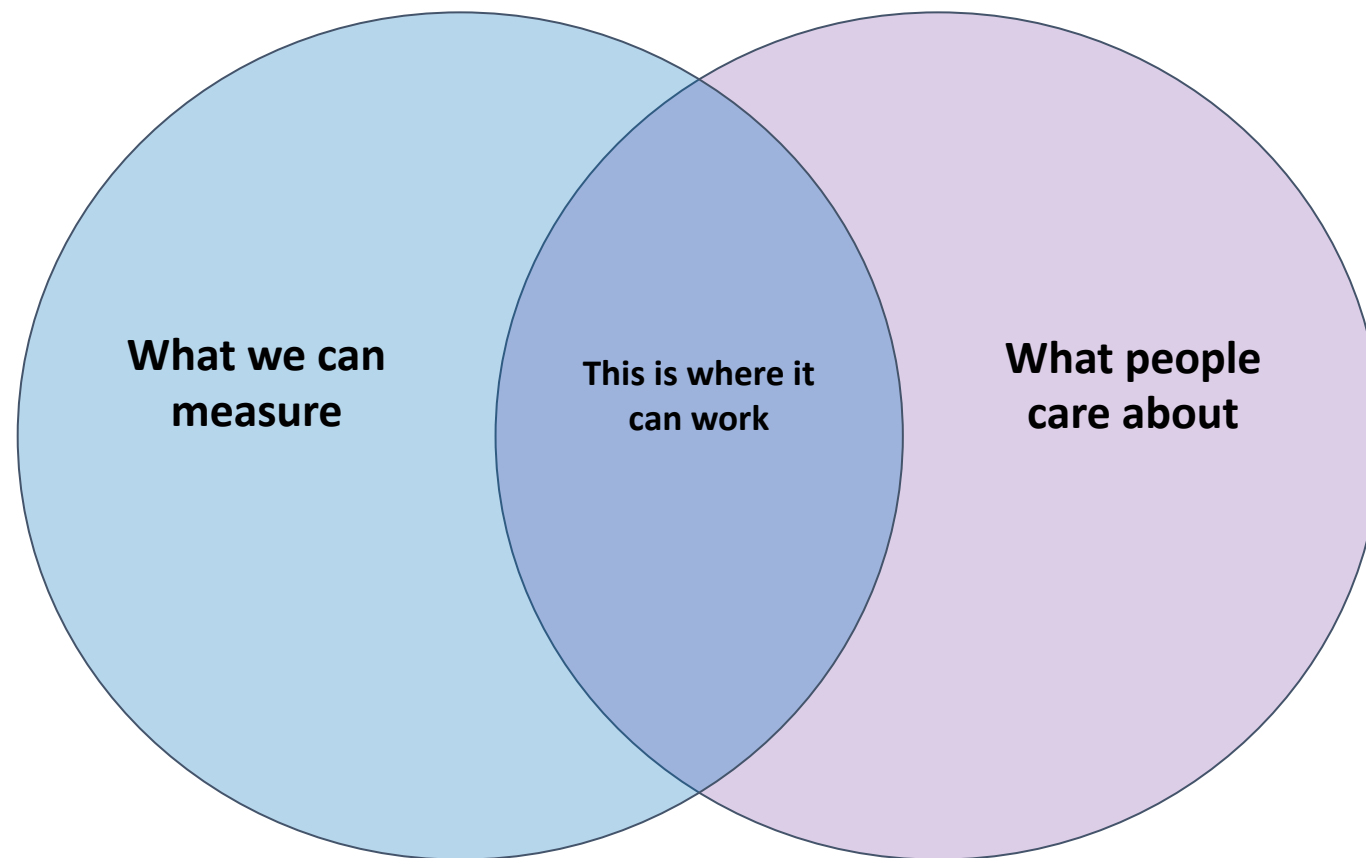 What we can
measure
This is where it
can work
What people
care about